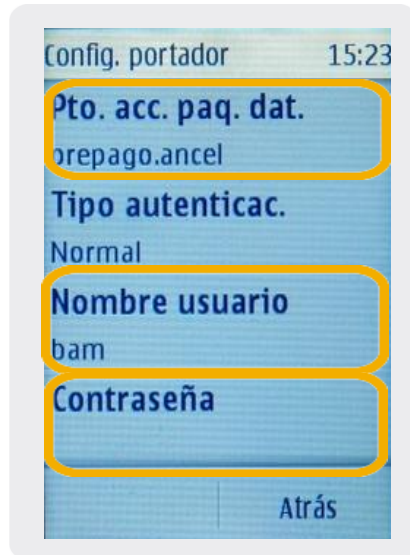 Config. portador 15:23
Pto. acc. paq. dat.
prepago.ancel
Tipo autenticac.
Normal
Nombre usuario
bam
Contraseña
Atrás